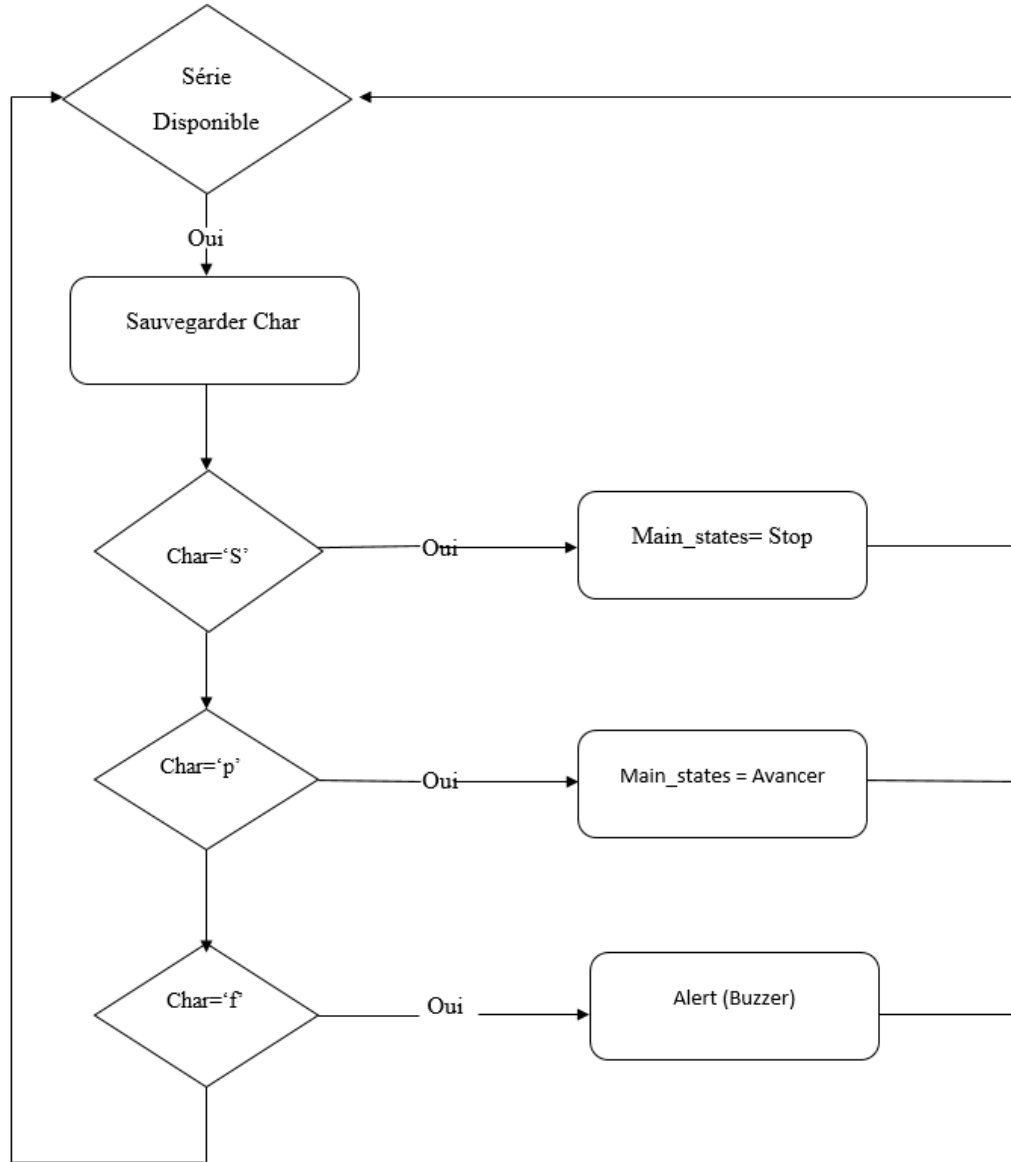 Série
Disponible
Oui
Sauvegarder Char
Char=‘S’
Oui
Main_states= Stop
Char=‘p’
Oui
Main_states = Avancer
Char=‘f’
Oui
Alert (Buzzer)